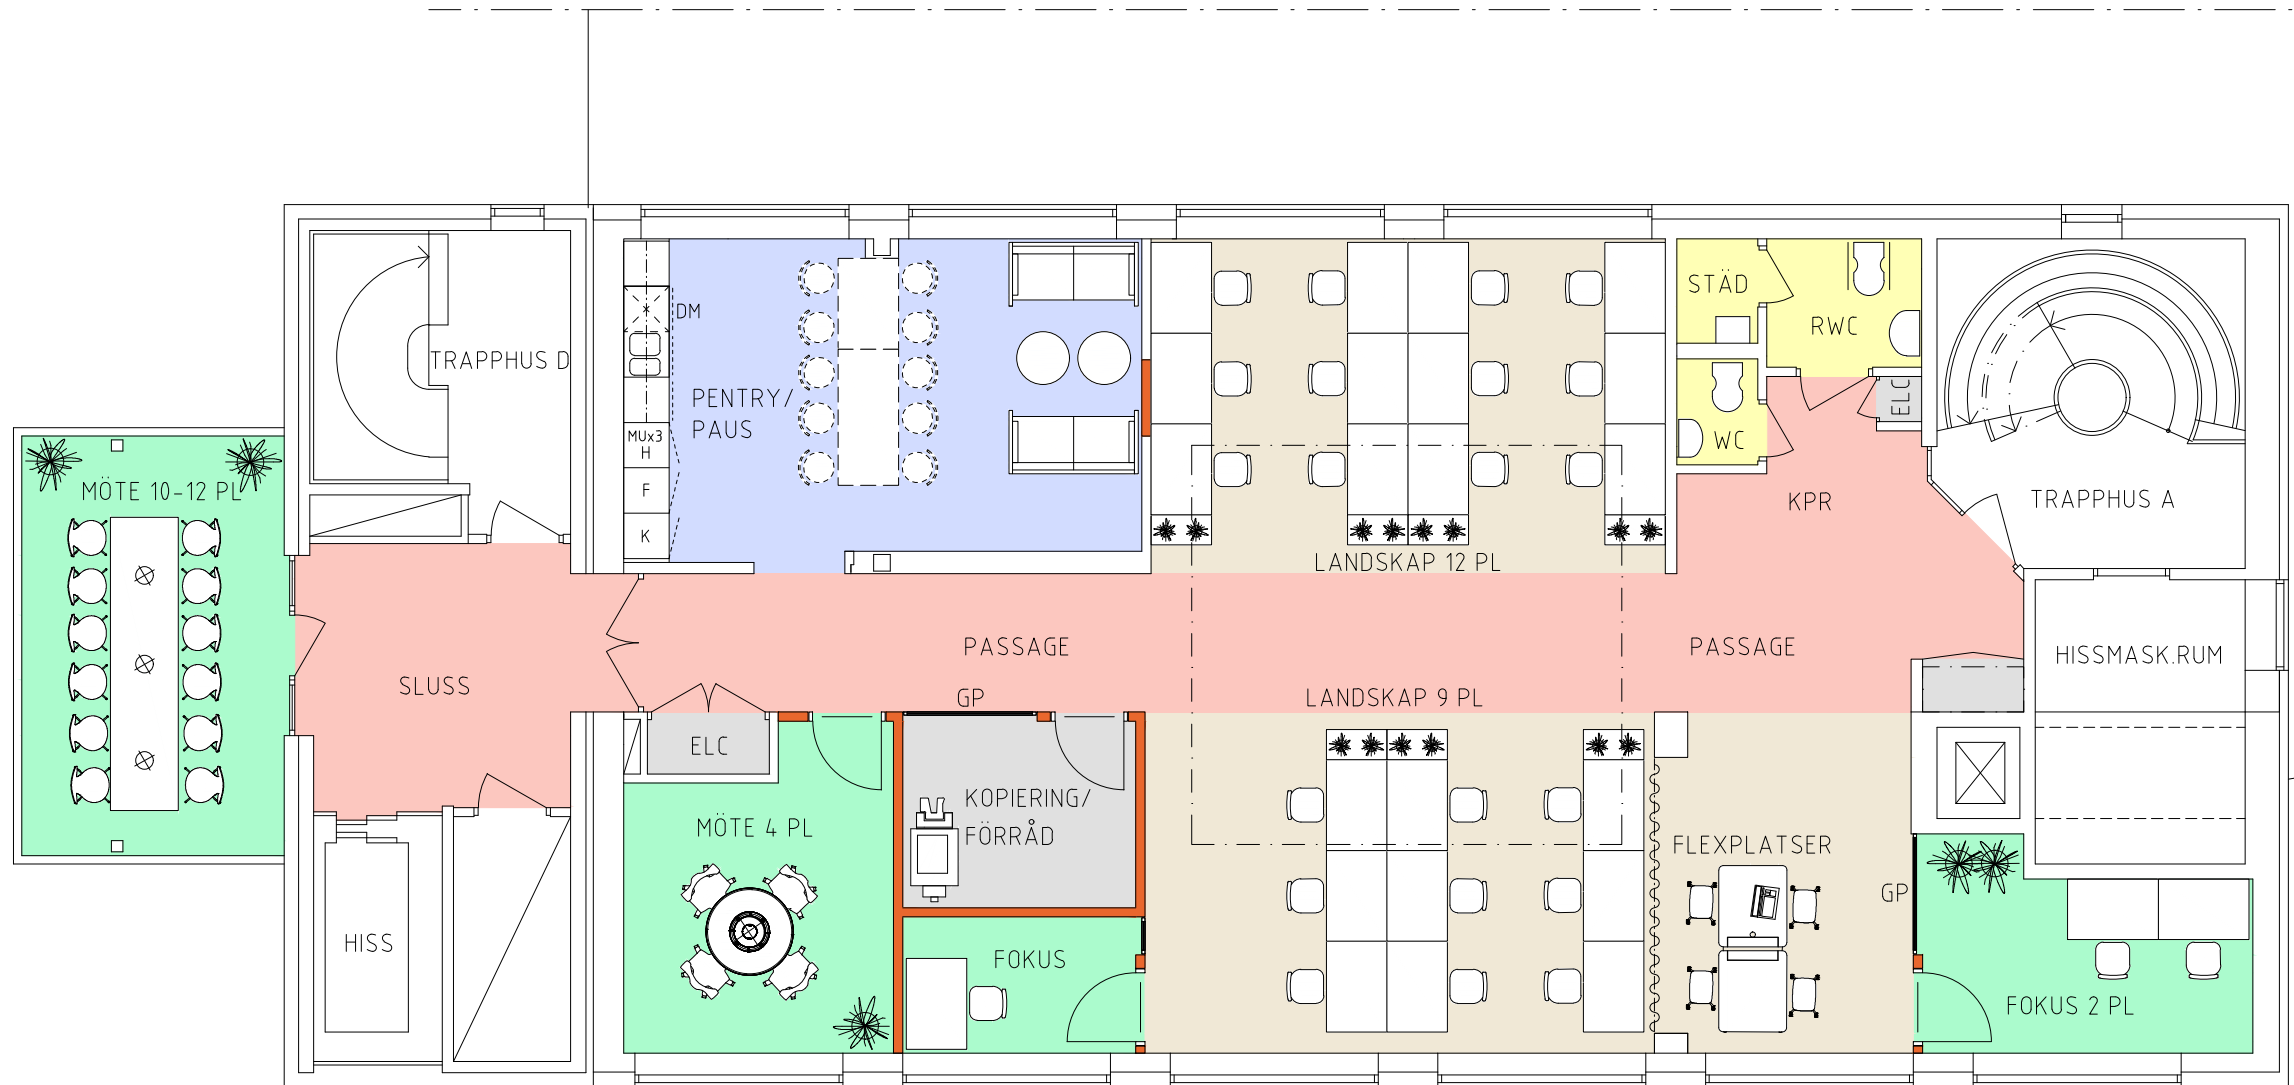 TRAPPHUS D
DM
PENTRY/
PAUS
MUx3
H
F
K
STÄD
RWC
ELC
WC
KPR
TRAPPHUS A
MÖTE 10-12 PL
LANDSKAP 12 PL
SLUSS
PASSAGE
PASSAGE
HISSMASK.RUM
GP
LANDSKAP 9 PL
ELC
MÖTE 4 PL
KOPIERING/
FÖRRÅD
FLEXPLATSER
GP
HISS
FOKUS
FOKUS 2 PL